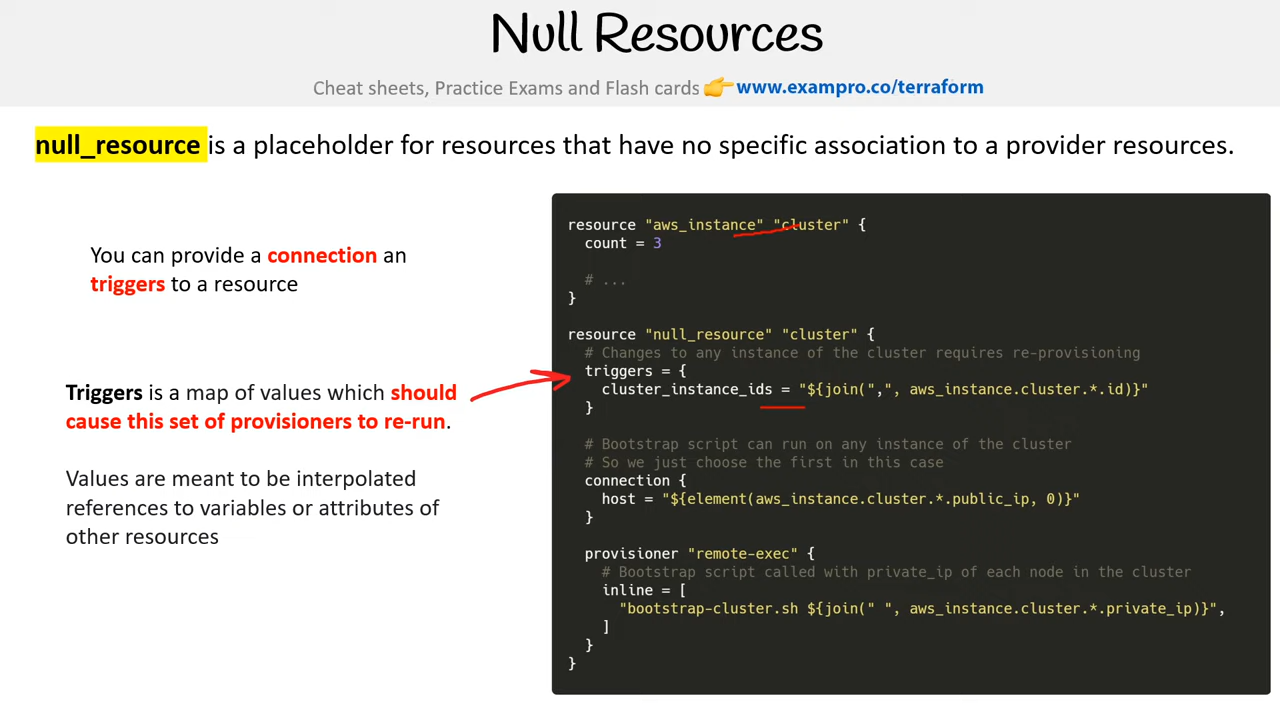 Null Resources
Cheat sheets, Practice Exams and Flash cards 👉 www.exampro.co/terraform
null_resource is a placeholder for resources that have no specific association to a provider resources.
You can provide a connection an
triggers to a resource
Triggers is a map of values which should
cause this set of provisioners to re-run.
Values are meant to be interpolated
references to variables or attributes of
other resources
resource "aws_instance" "cluster" {
  count = 3
  # ...
}
resource "null_resource" "cluster" {
  # Changes to any instance of the cluster requires re-provisioning
  triggers = {
    cluster_instance_ids = "${join(",", aws_instance.cluster.*.id)}"
  }
  # Bootstrap script can run on any instance of the cluster
  # So we just choose the first in this case
  connection {
    host = "${element(aws_instance.cluster.*.public_ip, 0)}"
  }
  provisioner "remote-exec" {
    # Bootstrap script called with private_ip of each node in the cluster
    inline = [
      "bootstrap-cluster.sh ${join(" ", aws_instance.cluster.*.private_ip)}",
    ]
  }
}